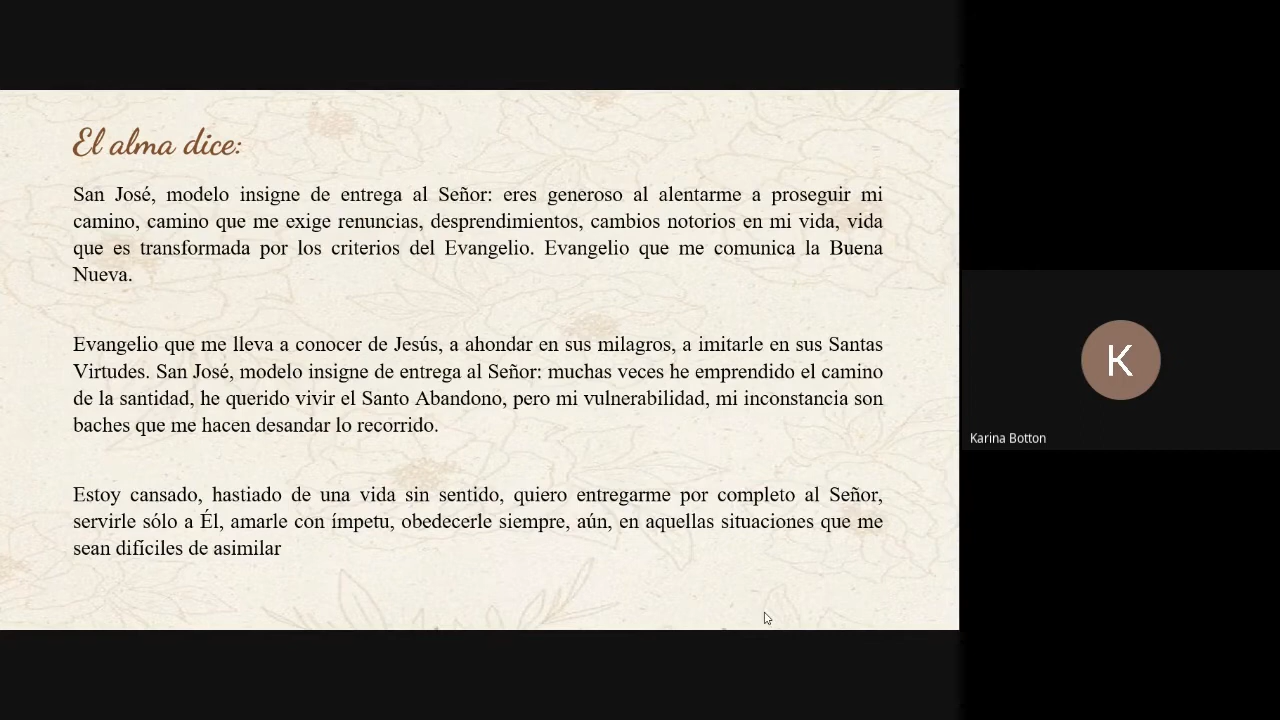 El alma dice:
San José, modelo insigne de entrega al Señor: eres generoso al alentarme a proseguir mi
camino, camino que me exige renuncias, desprendimientos, cambios notorios en mi vida, vida
que es transformada por los criterios del Evangelio. Evangelio que me comunica la Buena
Nueva.
Evangelio que me lleva a conocer de Jesús, a ahondar en sus milagros, a imitarle en sus Santas
Virtudes. San José, modelo insigne de entrega al Señor: muchas veces he emprendido el camino
de la santidad, he querido vivir el Santo Abandono, pero mi vulnerabilidad, mi inconstancia son
baches que me hacen desandar lo recorrido.
Estoy cansado, hastiado de una vida sin sentido, quiero entregarme por completo al Señor,
servirle sólo a Él, amarle con ímpetu, obedecerle siempre, aún, en aquellas situaciones que me
sean difíciles de asimilar
K
Karina Botton